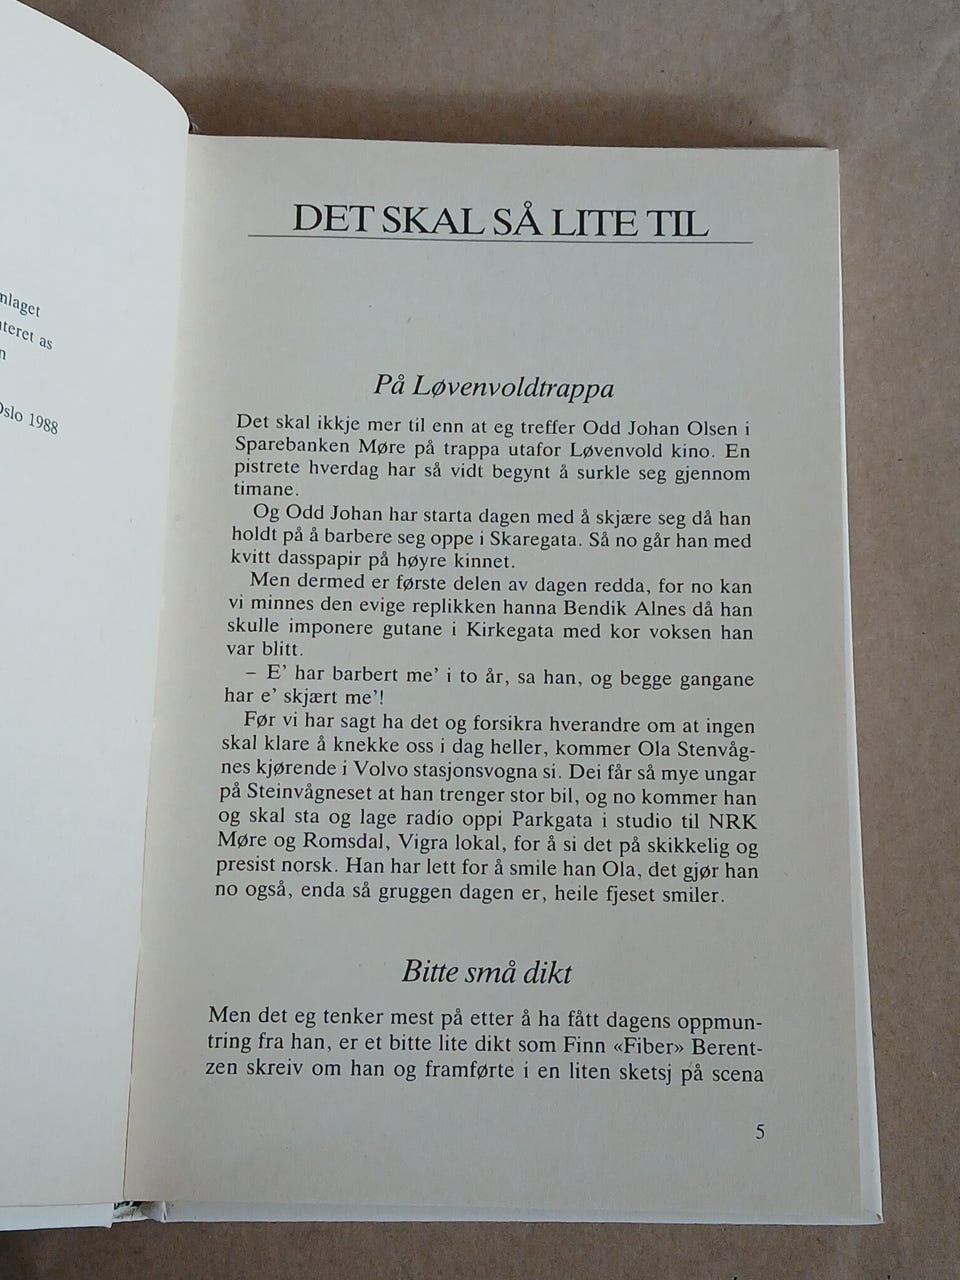 nlaget
teret as
n
Oslo 1988
DET SKAL SÅ LITE TIL
På Løvenvoldtrappa
Det skal ikkje mer til enn at eg treffer Odd Johan Olsen i
Sparebanken Møre på trappa utafor Løvenvold kino. En
pistrete hverdag har så vidt begynt å surkle seg gjennom
timane.
Og Odd Johan har starta dagen med å skjære seg då han
holdt på å barbere seg oppe i Skaregata. Så no går han med
kvitt dasspapir på høyre kinnet.
Men dermed er første delen av dagen redda, for no kan
vi minnes den evige replikken hanna Bendik Alnes då han
skulle imponere gutane i Kirkegata med kor voksen han
var blitt.
– E' har barbert me' i to år, sa han, og begge gangane
har e' skjært me'!
Før vi har sagt ha det og forsikra hverandre om at ingen
skal klare å knekke oss i dag heller, kommer Ola Stenvåg-
nes kjørende i Volvo stasjonsvogna si. Dei får så mye ungar
på Steinvågneset at han trenger stor bil, og no kommer han
og skal sta og lage radio oppi Parkgata i studio til NRK
Møre og Romsdal, Vigra lokal, for å si det på skikkelig og
presist norsk. Han har lett for å smile han Ola, det gjør han
no også, enda så gruggen dagen er, heile fjeset smiler.
Bitte små dikt
Men det eg tenker mest på etter å ha fått dagens oppmun-
tring fra han, er et bitte lite dikt som Finn «Fiber» Berent-
zen skreiv om han og framførte i en liten sketsj på scena
5